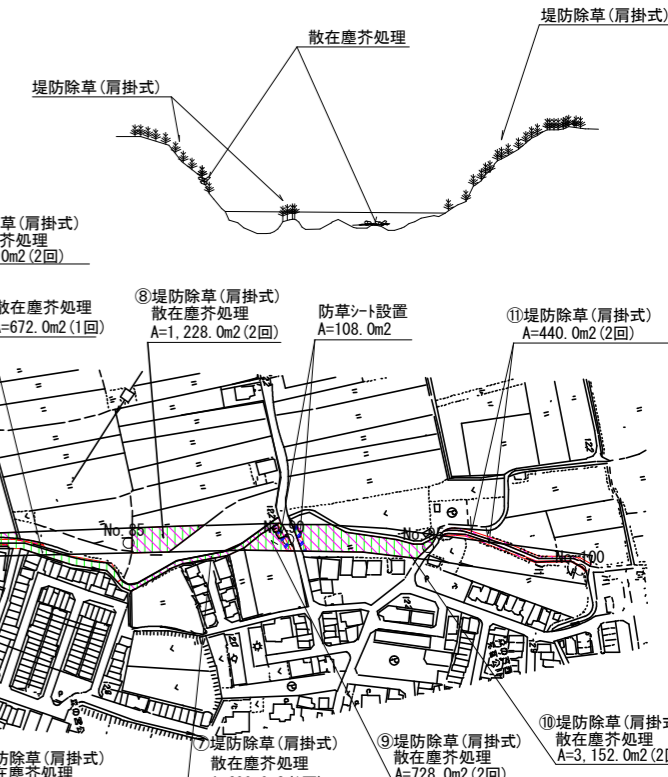 堤防除草(肩掛式)
散在塵芥処理
堤防除草(肩掛式)
草(肩掛式)
芥処理
0m2(2回)
散在塵芥処理
A=672.0m2(1回)
⑧堤防除草(肩掛式)
散在塵芥処理
A=1,228.0m2(2回)
防草シート設置
A=108.0m2
⑪堤防除草(肩掛式)
A=440.0m2(2回)
No.85
No.90
No.100
⑦堤防除草(肩掛式)
散在塵芥処理
⑨堤防除草(肩掛式)
散在塵芥処理
A=728.0m2(2回)
⑩堤防除草(肩掛式
散在塵芥処理
A=3,152.0m2(2回
防除草(肩掛式)
在塵芥処理